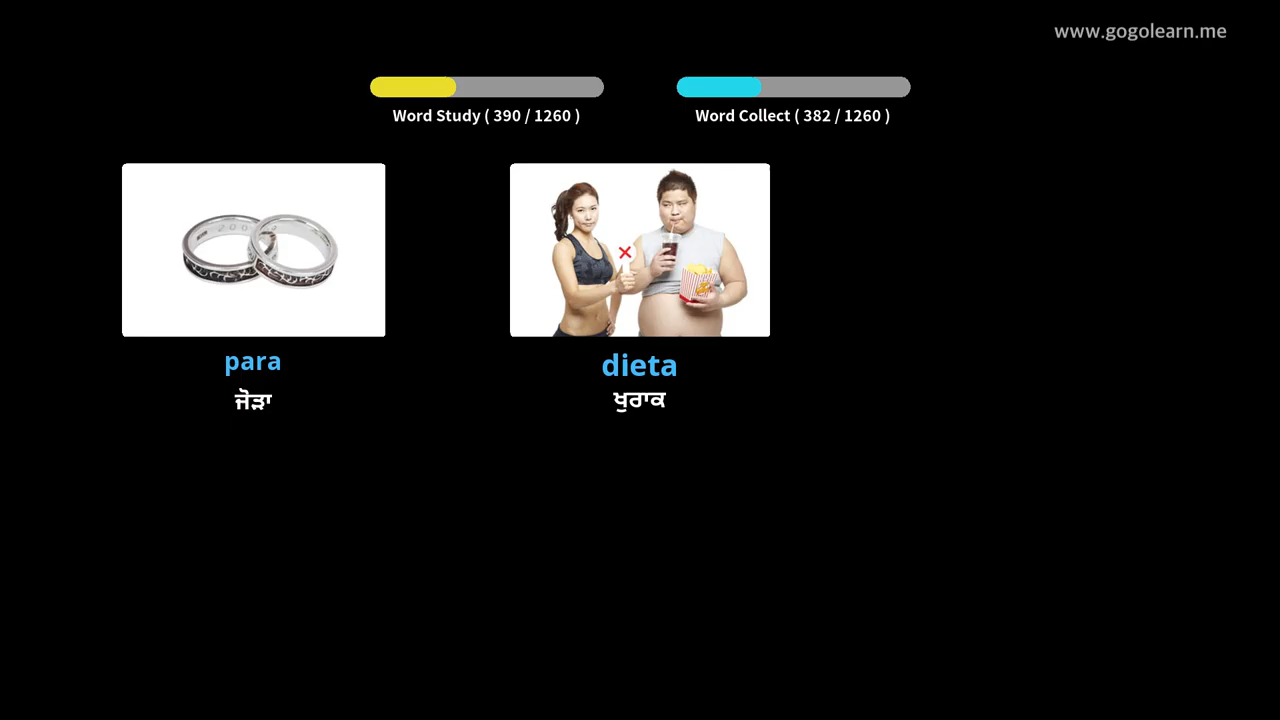 www.gogolearn.me
Word Study ( 390 / 1260 )
Word Collect ( 382 / 1260 )
para
ਜੋੜਾ
dieta
ਖੁਰਾਕ